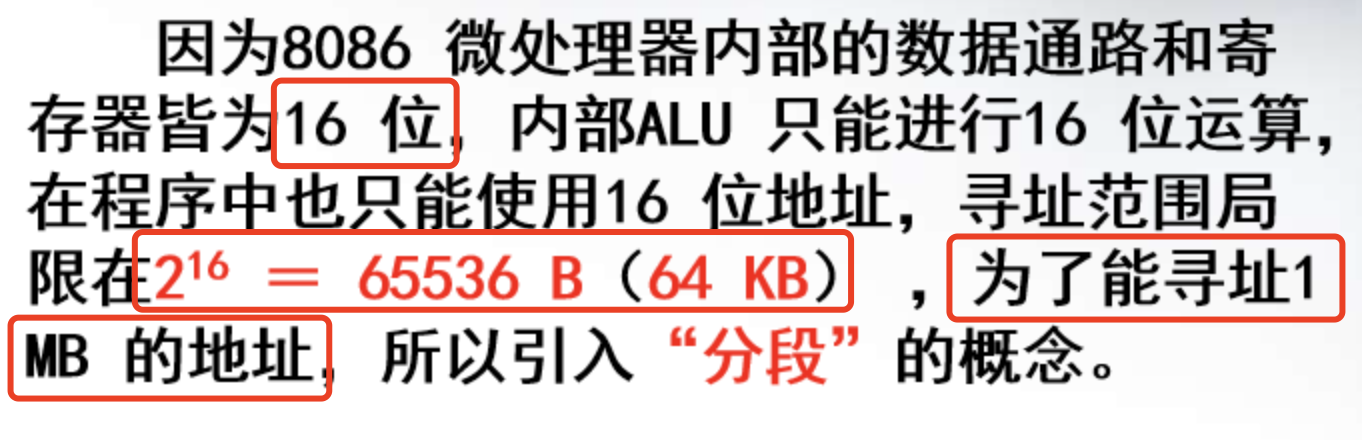 因为8086 微处理器内部的数据通路和寄
存器皆为16 位，内部ALU 只能进行16 位运算，
在程序中也只能使用16 位地址，寻址范围局
限在2¹⁶ ＝ 65536 B（64 KB） ，为了能寻址1
MB 的地址，所以引入“分段”的概念。